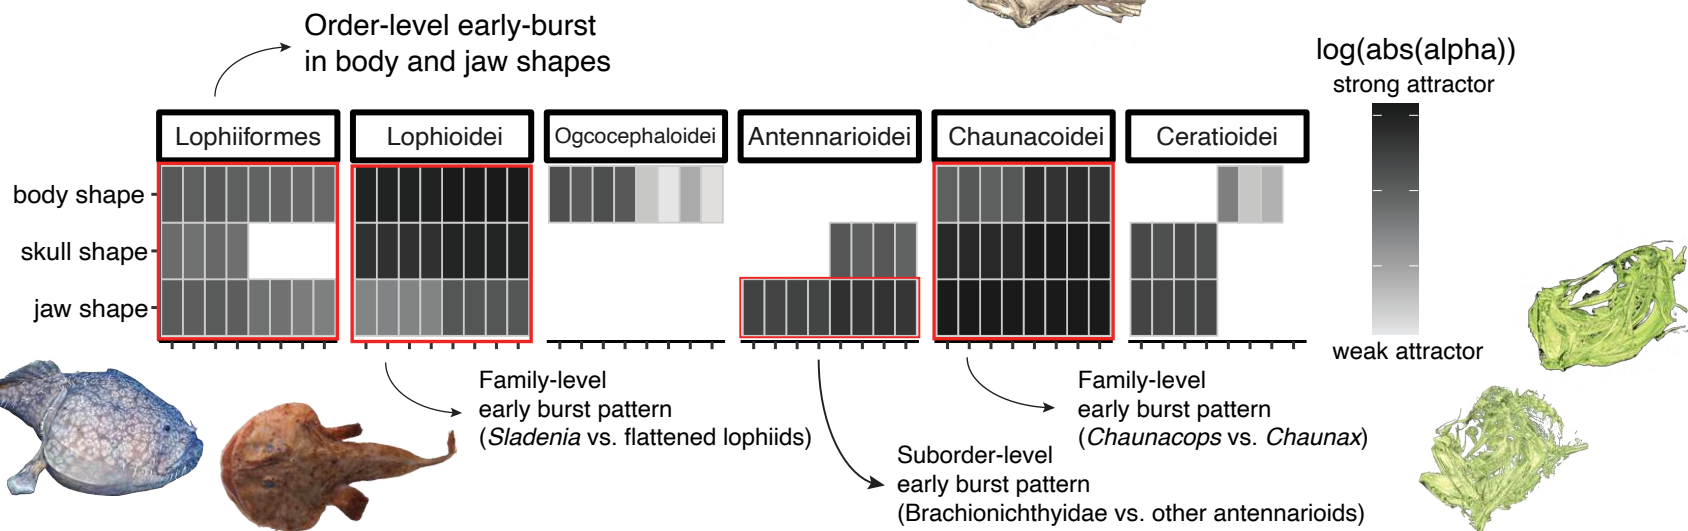 Order-level early-burst
in body and jaw shapes
log(abs(alpha))
strong attractor
Lophiiformes
Lophioidei
Ogcocephaloidei
Antennarioidei
Chaunacoidei
Ceratioidei
body shape
skull shape
jaw shape
weak attractor
Family-level
early burst pattern
(Sladenia vs. flattened lophiids)
Family-level
early burst pattern
(Chaunacops vs. Chaunax)
Suborder-level
early burst pattern
(Brachionichthyidae vs. other antennarioids)